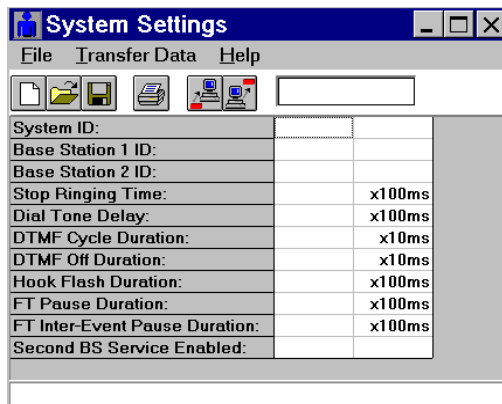 System Settings
File Transfer Data Help
System ID:
Base Station 1 ID:
Base Station 2 ID:
Stop Ringing Time: x100ms
Dial Tone Delay: x100ms
DTMF Cycle Duration: x10ms
DTMF Off Duration: x10ms
Hook Flash Duration: x100ms
FT Pause Duration: x100ms
FT Inter-Event Pause Duration: x100ms
Second BS Service Enabled: